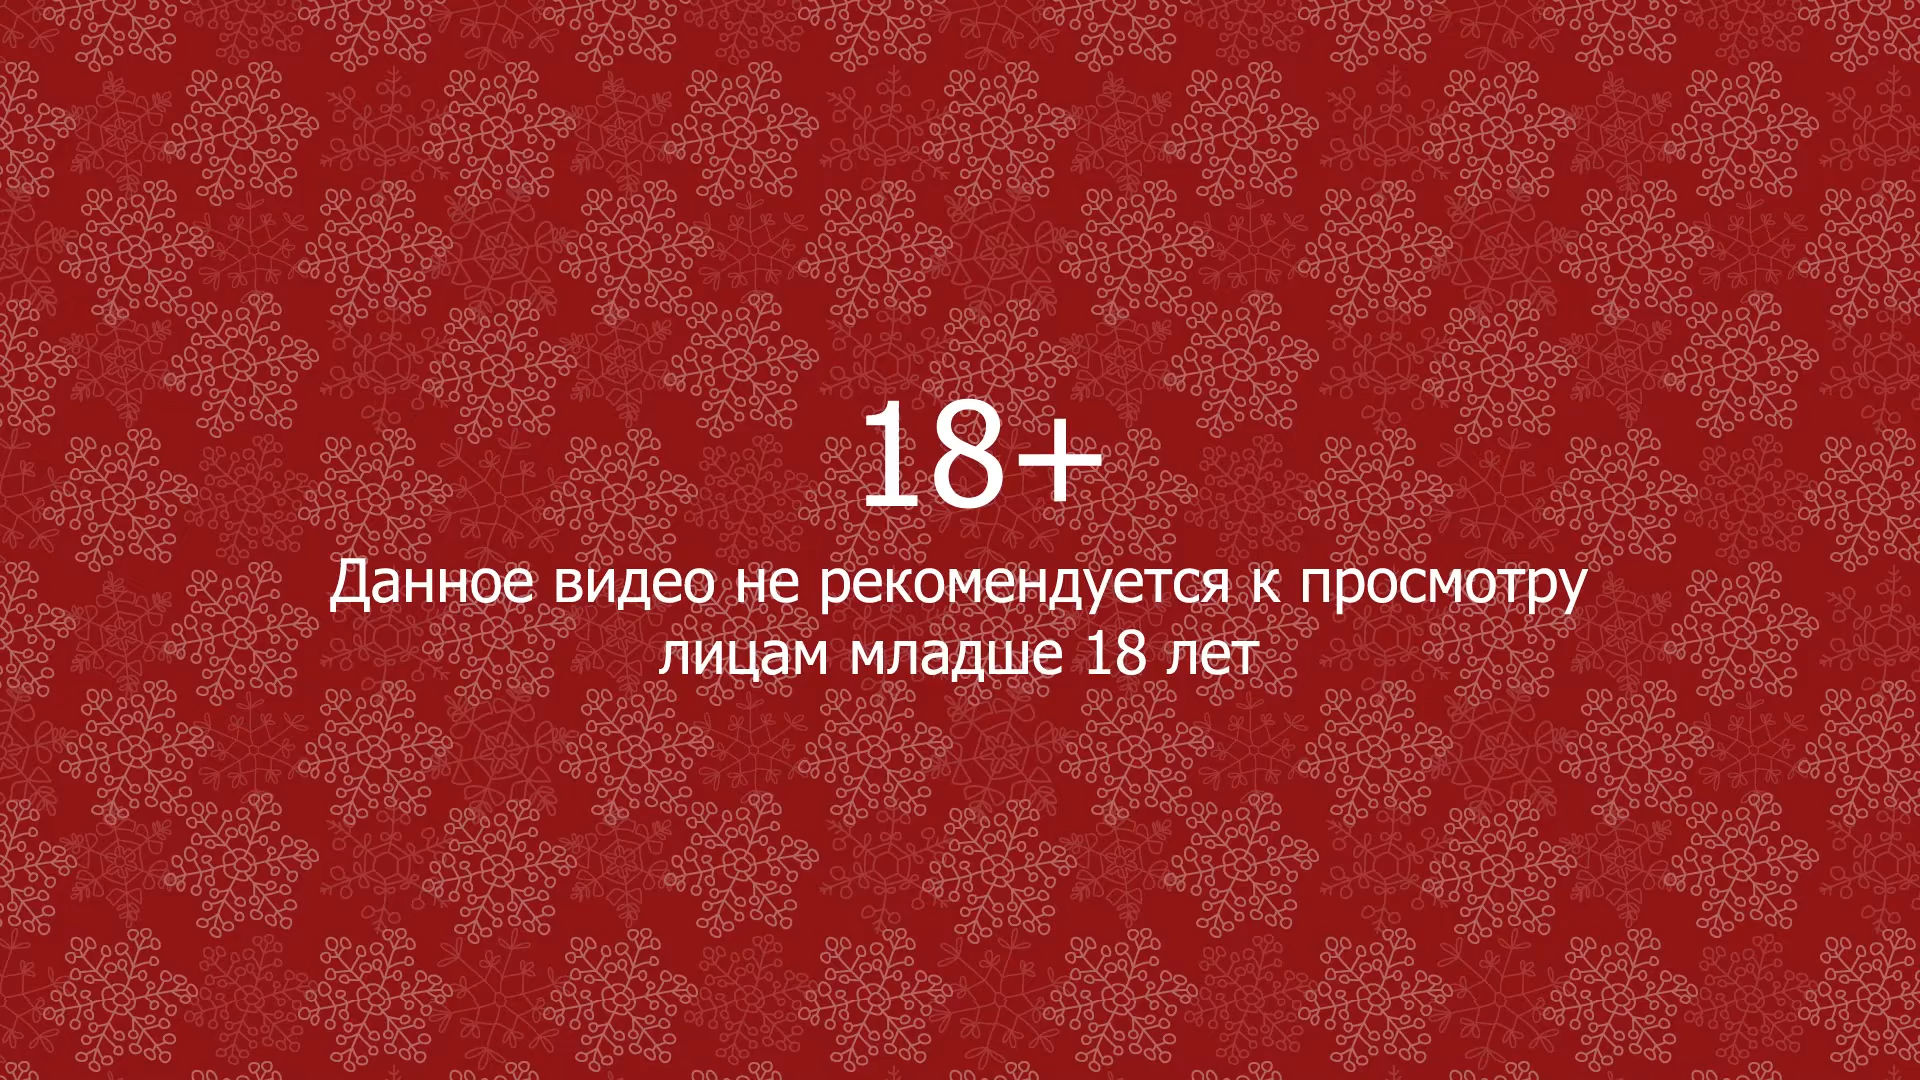 18+
Данное видео не рекомендуется к просмотру
лицам младше 18 лет